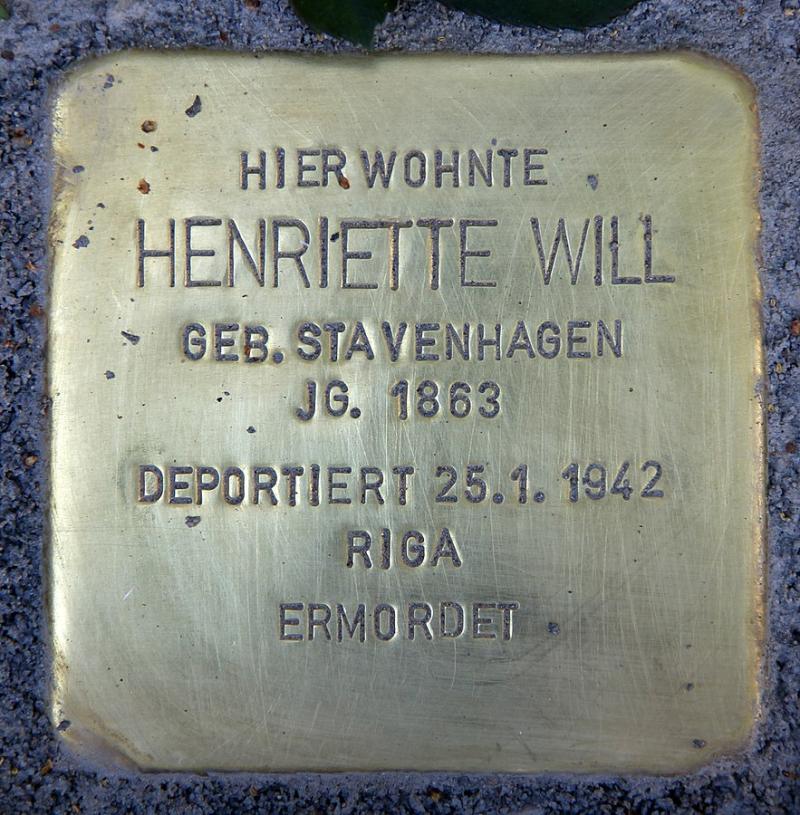 HIER WOHNTE
HENRIETTE WILL
GEB. STAVENHAGEN
JG. 1863
DEPORTIERT 25.1.1942
RIGA
ERMORDET